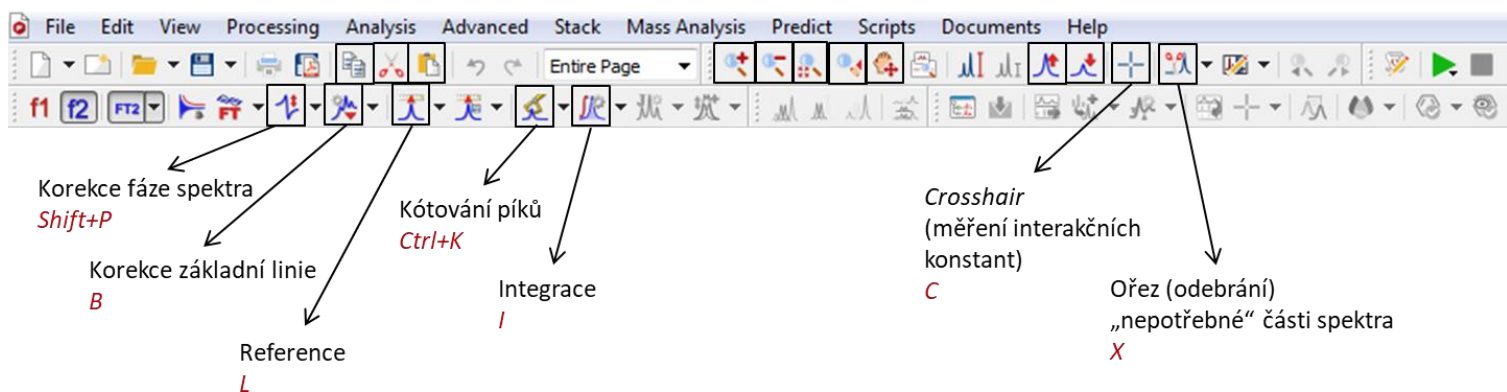 File Edit View Processing Analysis Advanced Stack Mass Analysis Predict Scripts Documents Help
Entire Page
f1 f2 FT2 FT
Korekce fáze spektra
Shift+P
Korekce základní linie
B
Reference
L
Kótování píků
Ctrl+K
Integrace
I
Crosshair
(měření interakčních
konstant)
C
Ořez (odebrání)
„nepotřebné“ části spektra
X